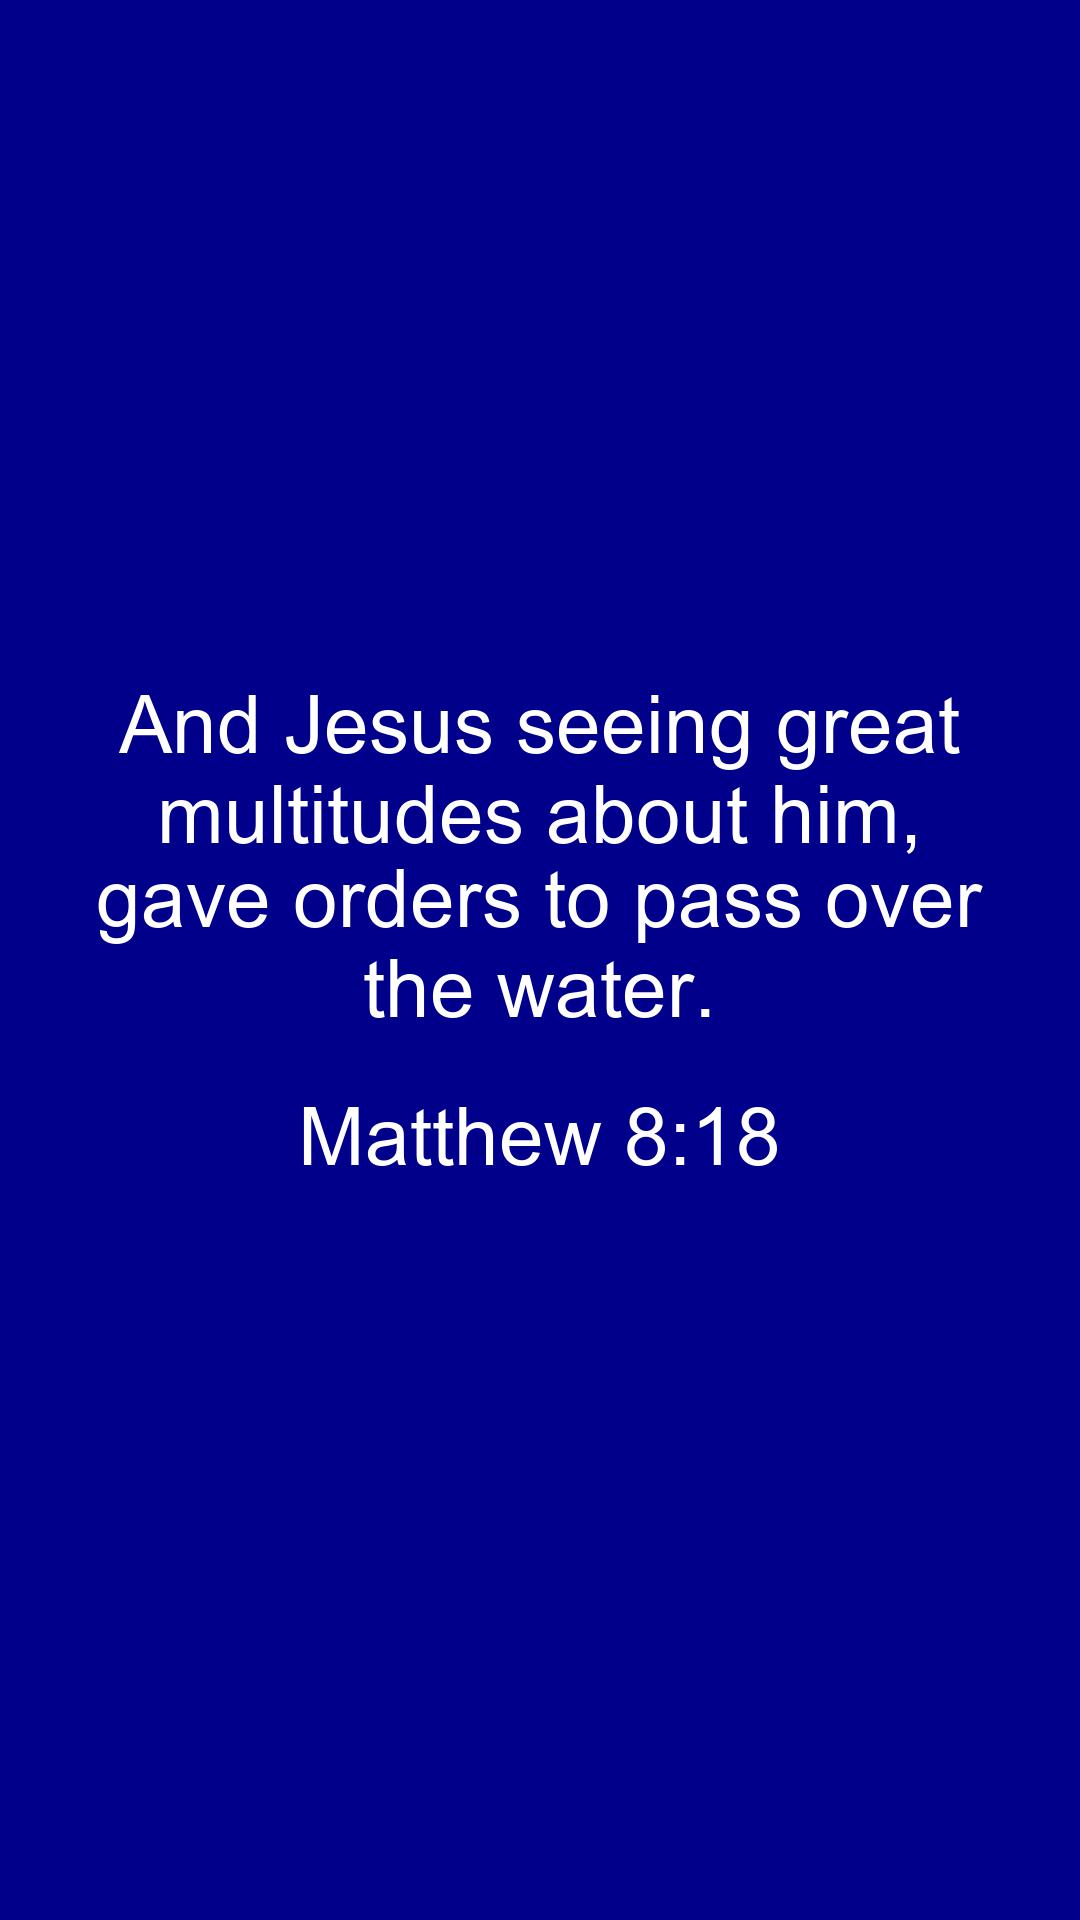 And Jesus seeing great
multitudes about him,
gave orders to pass over
the water.
Matthew 8:18